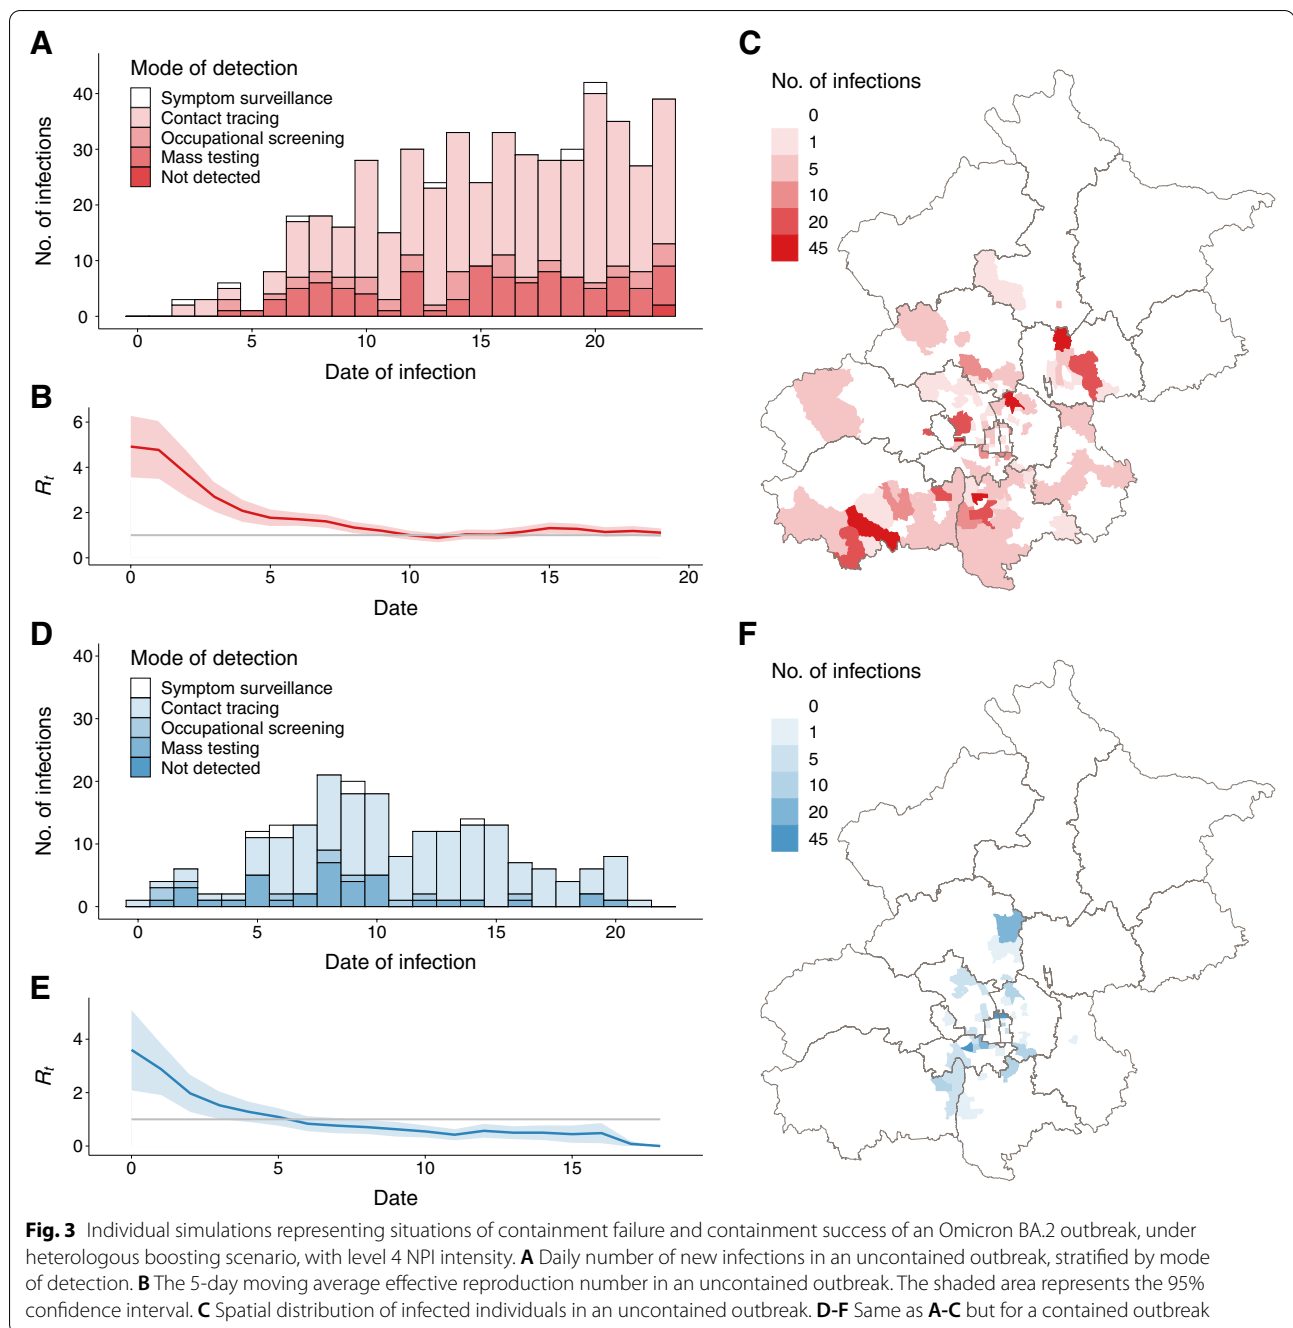 A
Mode of detection
Symptom surveillance
Contact tracing
Occupational screening
Mass testing
Not detected
No. of infections
40
30
20
10
0
0 5 10 15 20
Date of infection
B
R_t
6
4
2
0
0 5 10 15 20
Date
C
No. of infections
0
1
5
10
20
45
D
Mode of detection
Symptom surveillance
Contact tracing
Occupational screening
Mass testing
Not detected
No. of infections
40
30
20
10
0
0 5 10 15 20
Date of infection
E
R_t
4
2
0
0 5 10 15
Date
F
No. of infections
0
1
5
10
20
45
Fig. 3 Individual simulations representing situations of containment failure and containment success of an Omicron BA.2 outbreak, under
heterologous boosting scenario, with level 4 NPI intensity. A Daily number of new infections in an uncontained outbreak, stratified by mode
of detection. B The 5-day moving average effective reproduction number in an uncontained outbreak. The shaded area represents the 95%
confidence interval. C Spatial distribution of infected individuals in an uncontained outbreak. D-F Same as A-C but for a contained outbreak